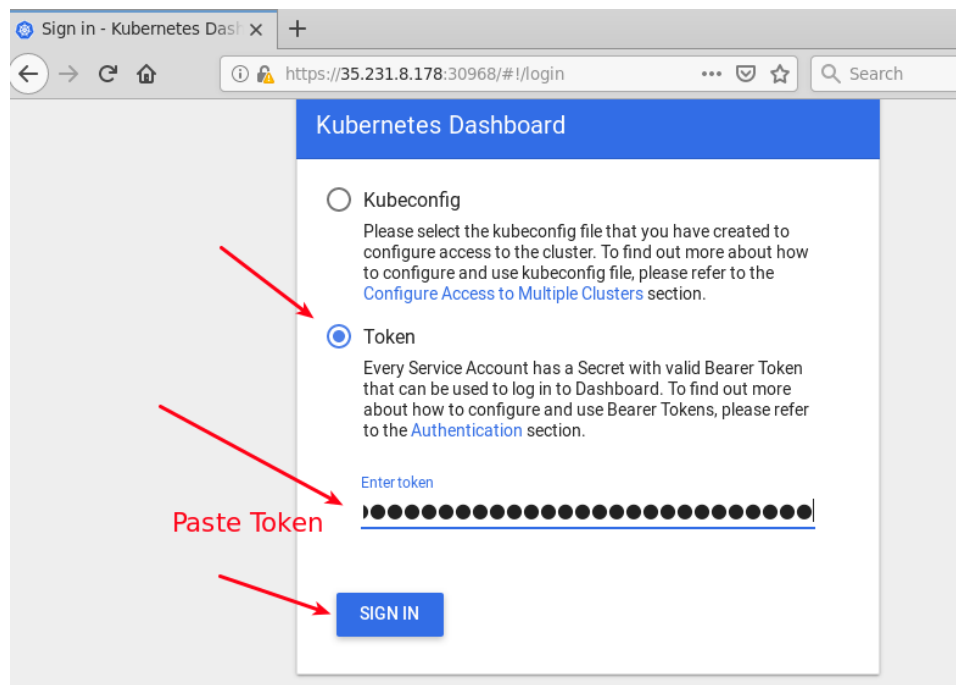 Sign in - Kubernetes Das
https://35.231.8.178:30968/#!/login
Search
Kubernetes Dashboard
Kubeconfig
Please select the kubeconfig file that you have created to
configure access to the cluster. To find out more about how
to configure and use kubeconfig file, please refer to the
Configure Access to Multiple Clusters section.
Token
Every Service Account has a Secret with valid Bearer Token
that can be used to log in to Dashboard. To find out more
about how to configure and use Bearer Tokens, please refer
to the Authentication section.
Enter token
Paste Token
SIGN IN